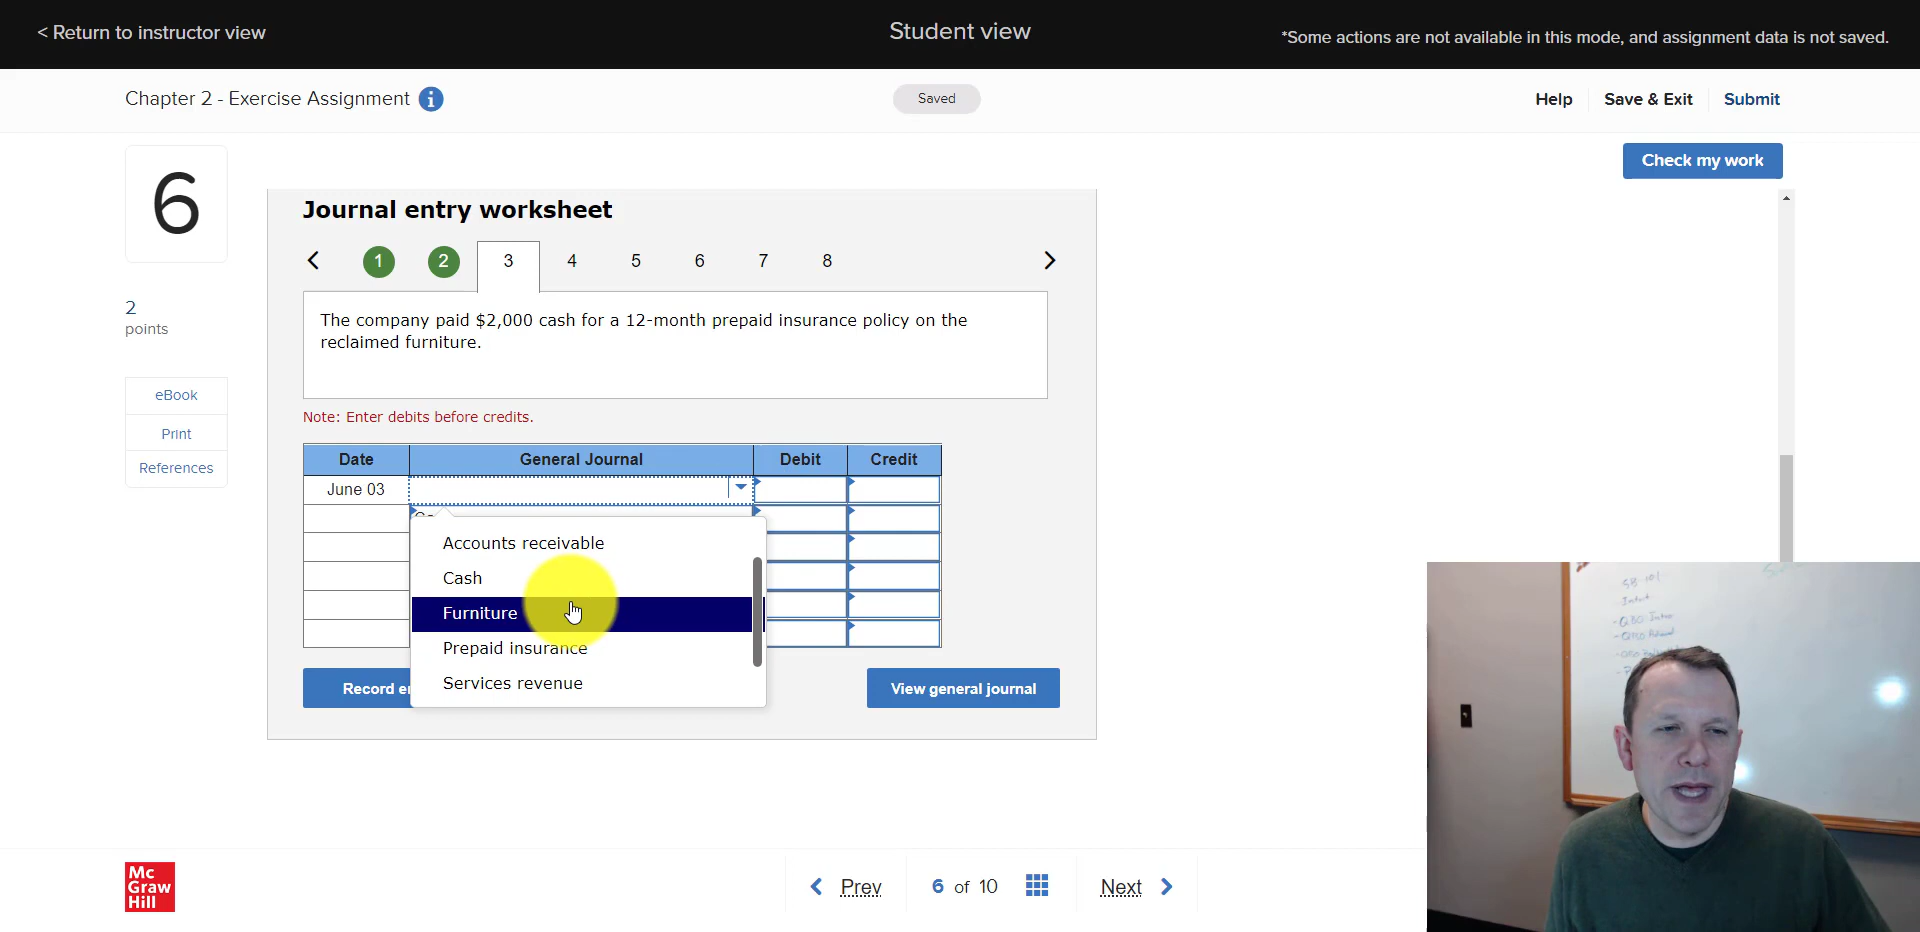 < Return to instructor view
Student view
*Some actions are not available in this mode, and assignment data is not saved.
Chapter 2 - Exercise Assignment i
Saved
Help
Save & Exit
Submit
Check my work
6
2
points
eBook
Print
References
Journal entry worksheet
1 2 3 4 5 6 7 8
The company paid $2,000 cash for a 12-month prepaid insurance policy on the
reclaimed furniture.
Note: Enter debits before credits.
Date General Journal Debit Credit
June 03
Accounts receivable
Cash
Furniture
Prepaid insurance
Services revenue
Record
View general journal
SB-101
Mc
Graw
Hill
Prev
6 of 10
Next